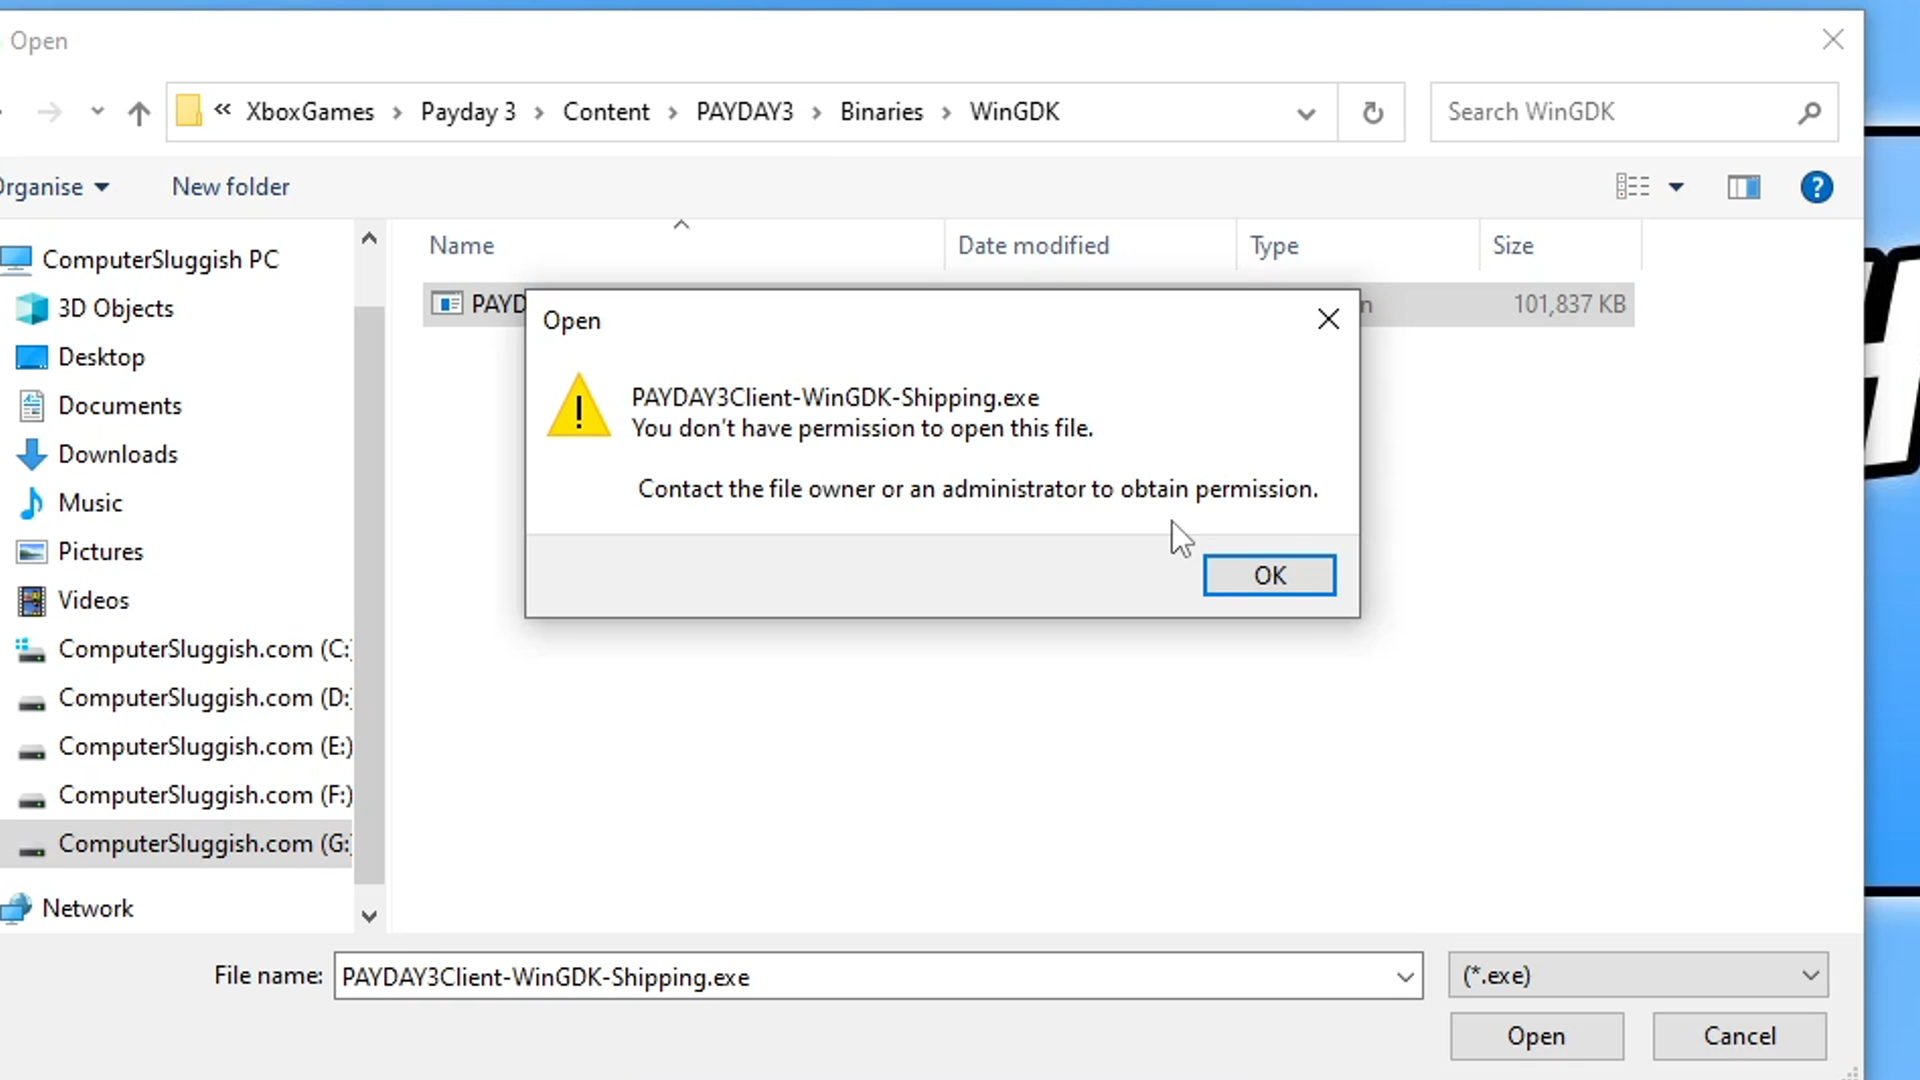 Open
« XboxGames > Payday 3 > Content > PAYDAY3 > Binaries > WinGDK
Search WinGDK
Organise
New folder
Name
Date modified
Type
Size
ComputerSluggish PC
3D Objects
Desktop
Documents
Downloads
Music
Pictures
Videos
ComputerSluggish.com (C:)
ComputerSluggish.com (D:)
ComputerSluggish.com (E:)
ComputerSluggish.com (F:)
ComputerSluggish.com (G:)
Network
PAYD
101,837 KB
Open
PAYDAY3Client-WinGDK-Shipping.exe
You don't have permission to open this file.
Contact the file owner or an administrator to obtain permission.
OK
File name: PAYDAY3Client-WinGDK-Shipping.exe
(*.exe)
Open
Cancel